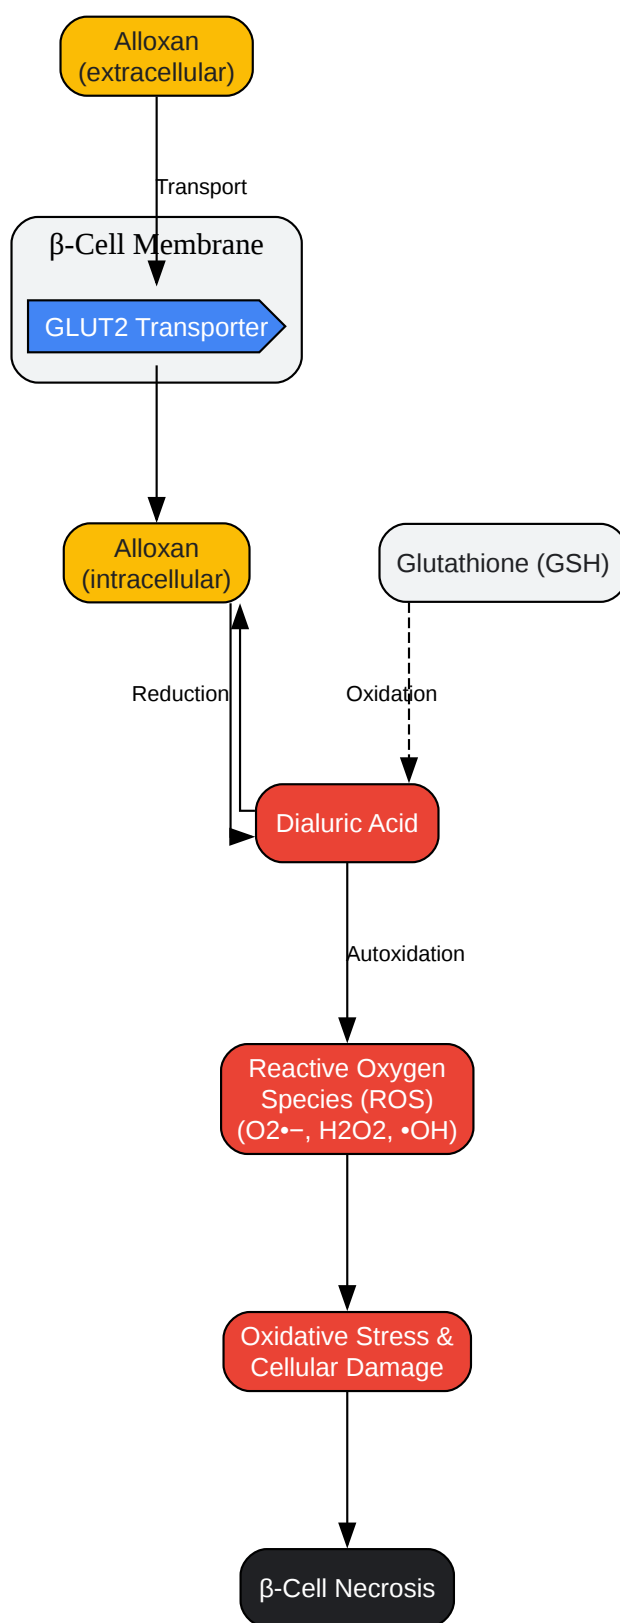 Alloxan
(extracellular)
Transport
β-Cell Membrane
GLUT2 Transporter
Alloxan
(intracellular)
Glutathione (GSH)
Reduction
Oxidation
Dialuric Acid
Autoxidation
Reactive Oxygen
Species (ROS)
(O2•−, H2O2, •OH)
Oxidative Stress &
Cellular Damage
β-Cell Necrosis